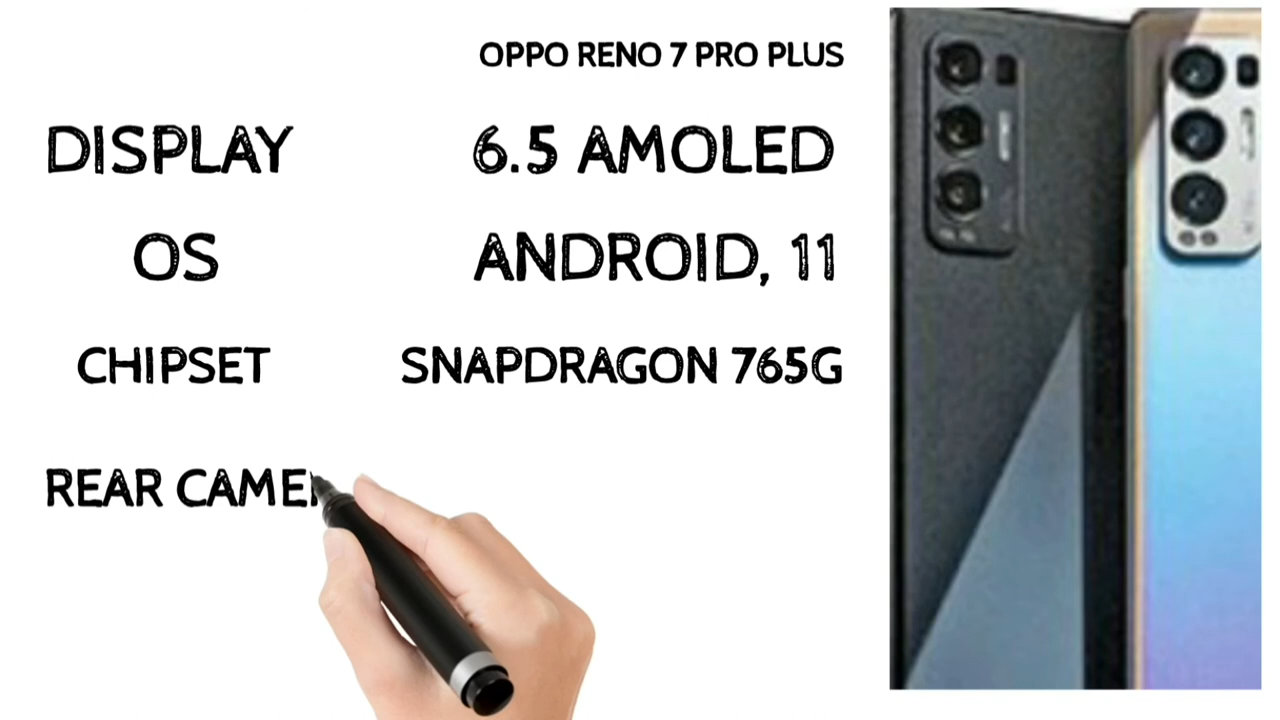 OPPO RENO 7 PRO PLUS
DISPLAY 6.5 AMOLED
OS ANDROID, 11
CHIPSET SNAPDRAGON 765G
REAR CAME